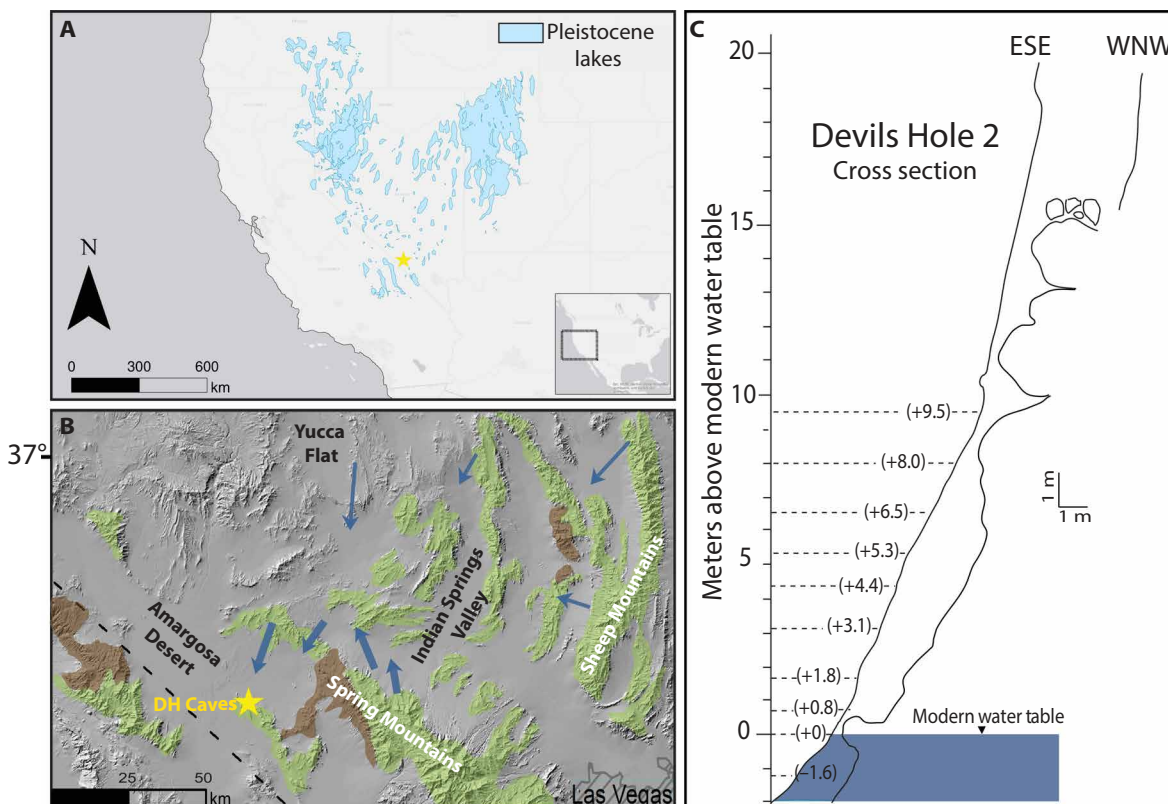 A
Pleistocene
lakes
N
0 300 600
km
B
37°
Yucca
Flat
Amargosa
Desert
DH Caves
Indian Springs
Valley
Sheep Mountains
Spring Mountains
25 50
km
Las Vegas
C
ESE WNW
Devils Hole 2
Cross section
Meters above modern water table
20
15
10
5
0
(+9.5)
(+8.0)
(+6.5)
(+5.3)
(+4.4)
(+3.1)
(+1.8)
(+0.8)
(+0)
(–1.6)
1 m
1 m
Modern water table